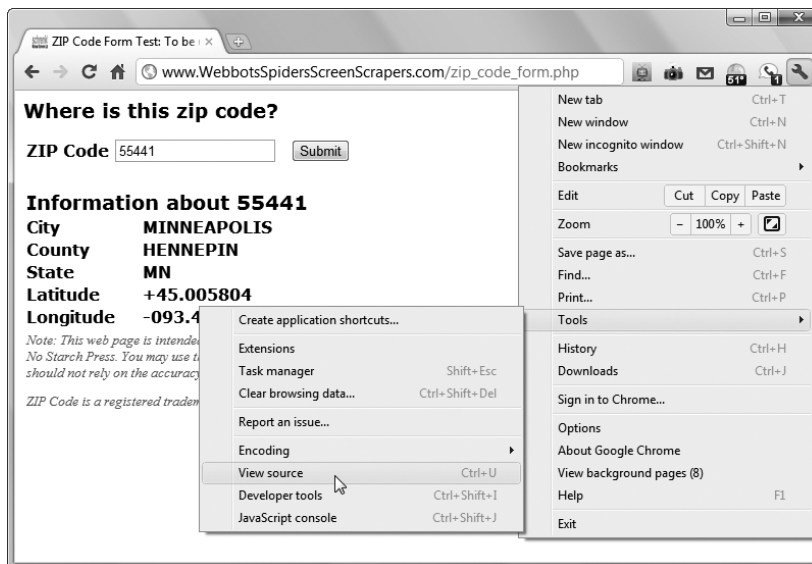 ZIP Code Form Test: To be
www.WebbotsSpidersScreenScrapers.com/zip_code_form.php
51*
1
Where is this zip code?
ZIP Code 55441 Submit
Information about 55441
City MINNEAPOLIS
County HENNEPIN
State MN
Latitude +45.005804
Longitude -093.4
Note: This web page is intende
No Starch Press. You may use t
should not rely on the accuracy
ZIP Code is a registered tradem
New tab Ctrl+T
New window Ctrl+N
New incognito window Ctrl+Shift+N
Bookmarks
Edit Cut Copy Paste
Zoom - 100% +
Save page as... Ctrl+S
Find... Ctrl+F
Print... Ctrl+P
Tools
History Ctrl+H
Downloads Ctrl+J
Sign in to Chrome...
Options
About Google Chrome
View background pages (8)
Help F1
Exit
Create application shortcuts...
Extensions
Task manager Shift+Esc
Clear browsing data... Ctrl+Shift+Del
Report an issue...
Encoding
View source Ctrl+U
Developer tools Ctrl+Shift+I
JavaScript console Ctrl+Shift+J